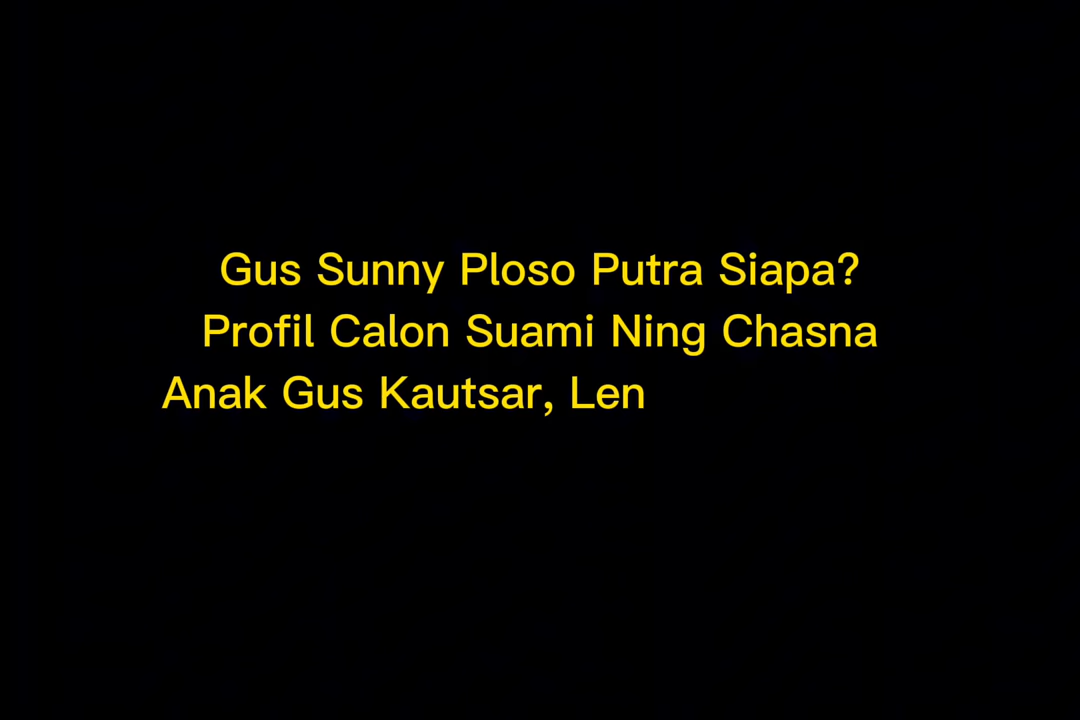 Gus Sunny Ploso Putra Siapa?
Profil Calon Suami Ning Chasna
Anak Gus Kautsar, Len